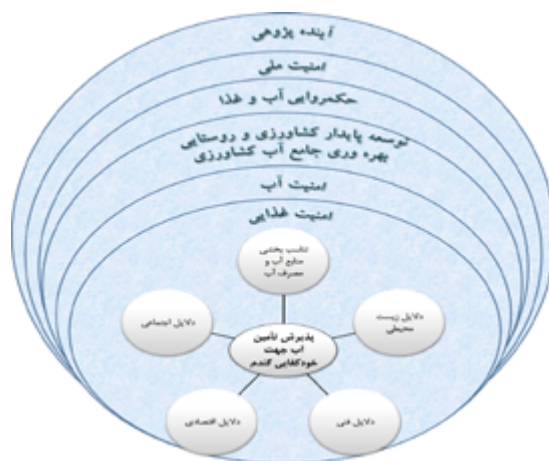 آینده پژوهی
امنیت ملی
حکمروایی آب و غذا
توسعه پایدار کشاورزی و روستایی
بهره وری جامع آب کشاورزی
امنیت آب
امنیت غذایی
تناسب بخشی
منابع آب و
مصرف آب
دلایل اجتماعی
دلایل زیست
محیطی
پذیرش تأمین
آب جهت
خودکفایی گندم
دلایل اقتصادی
دلایل فنی